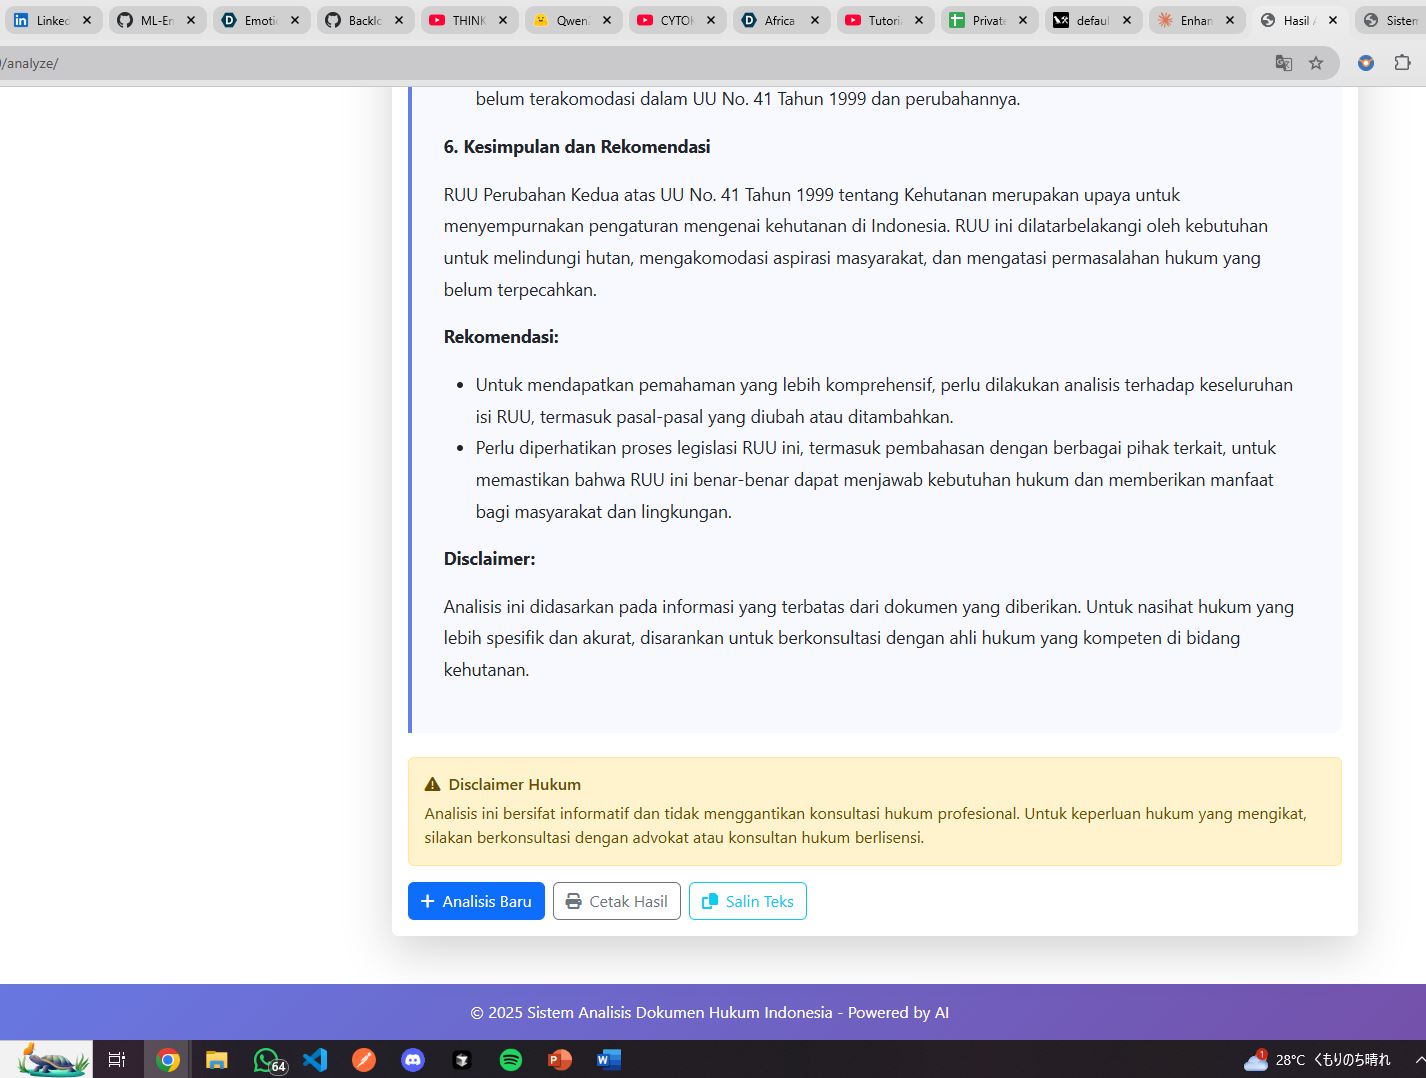 Linked
ML-En
Emotio
Backlo
THINK
Qwen
CYTO
Africa
Tutoria
Private
defaul
Enhan
Hasil
Sistem
/analyze/
belum terakomodasi dalam UU No. 41 Tahun 1999 dan perubahannya.
6. Kesimpulan dan Rekomendasi
RUU Perubahan Kedua atas UU No. 41 Tahun 1999 tentang Kehutanan merupakan upaya untuk
menyempurnakan pengaturan mengenai kehutanan di Indonesia. RUU ini dilatarbelakangi oleh kebutuhan
untuk melindungi hutan, mengakomodasi aspirasi masyarakat, dan mengatasi permasalahan hukum yang
belum terpecahkan.
Rekomendasi:
• Untuk mendapatkan pemahaman yang lebih komprehensif, perlu dilakukan analisis terhadap keseluruhan
isi RUU, termasuk pasal-pasal yang diubah atau ditambahkan.
• Perlu diperhatikan proses legislasi RUU ini, termasuk pembahasan dengan berbagai pihak terkait, untuk
memastikan bahwa RUU ini benar-benar dapat menjawab kebutuhan hukum dan memberikan manfaat
bagi masyarakat dan lingkungan.
Disclaimer:
Analisis ini didasarkan pada informasi yang terbatas dari dokumen yang diberikan. Untuk nasihat hukum yang
lebih spesifik dan akurat, disarankan untuk berkonsultasi dengan ahli hukum yang kompeten di bidang
kehutanan.
Disclaimer Hukum
Analisis ini bersifat informatif dan tidak menggantikan konsultasi hukum profesional. Untuk keperluan hukum yang mengikat,
silakan berkonsultasi dengan advokat atau konsultan hukum berlisensi.
Analisis Baru
Cetak Hasil
Salin Teks
© 2025 Sistem Analisis Dokumen Hukum Indonesia - Powered by AI
64
1
28°C くもりのち晴れ